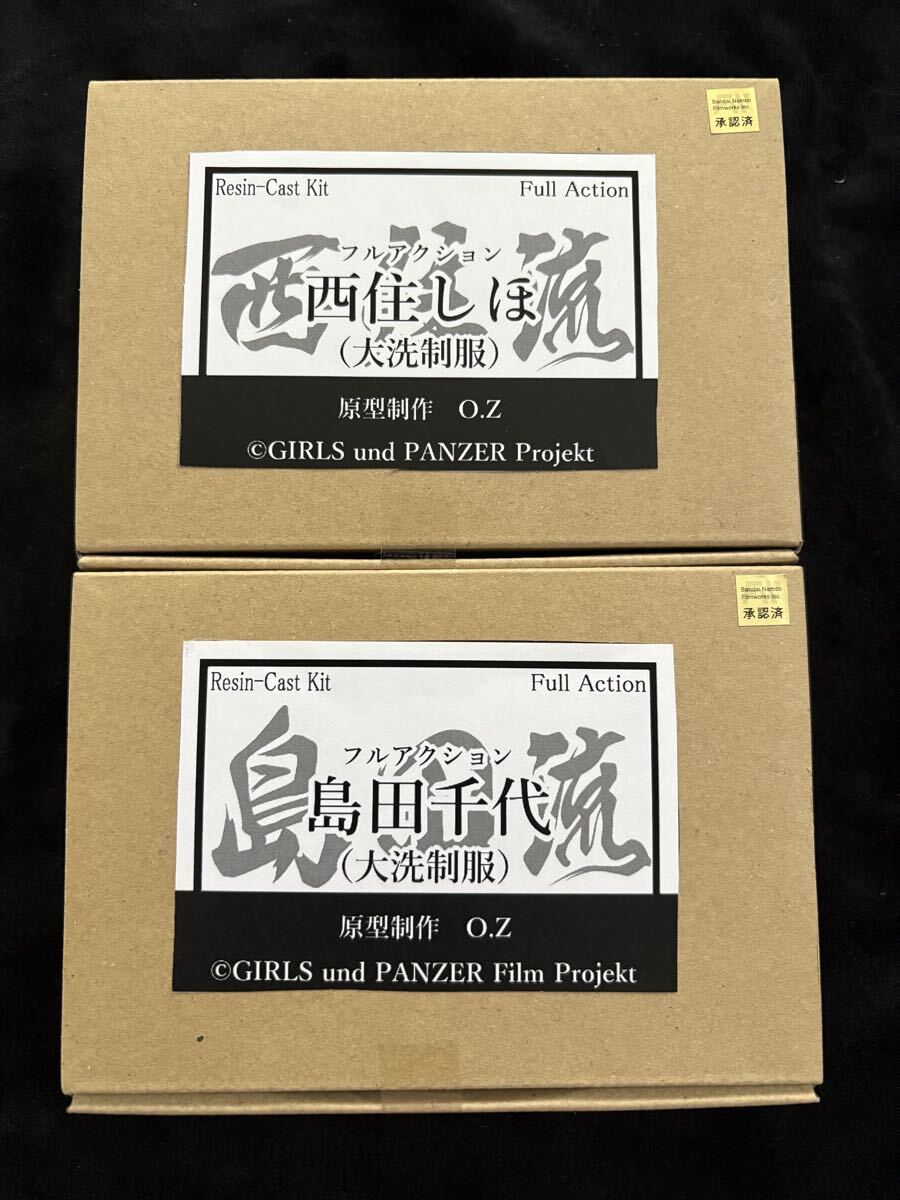 Bandai Namco
Filmworks Inc.
承認済
Resin-Cast Kit
Full Action
西住流
フルアクション
西住しほ
(大洗制服)
原型制作 O.Z
©GIRLS und PANZER Projekt
Bandai Namco
Filmworks Inc.
承認済
Resin-Cast Kit
Full Action
島田流
フルアクション
島田千代
(大洗制服)
原型制作 O.Z
©GIRLS und PANZER Film Projekt